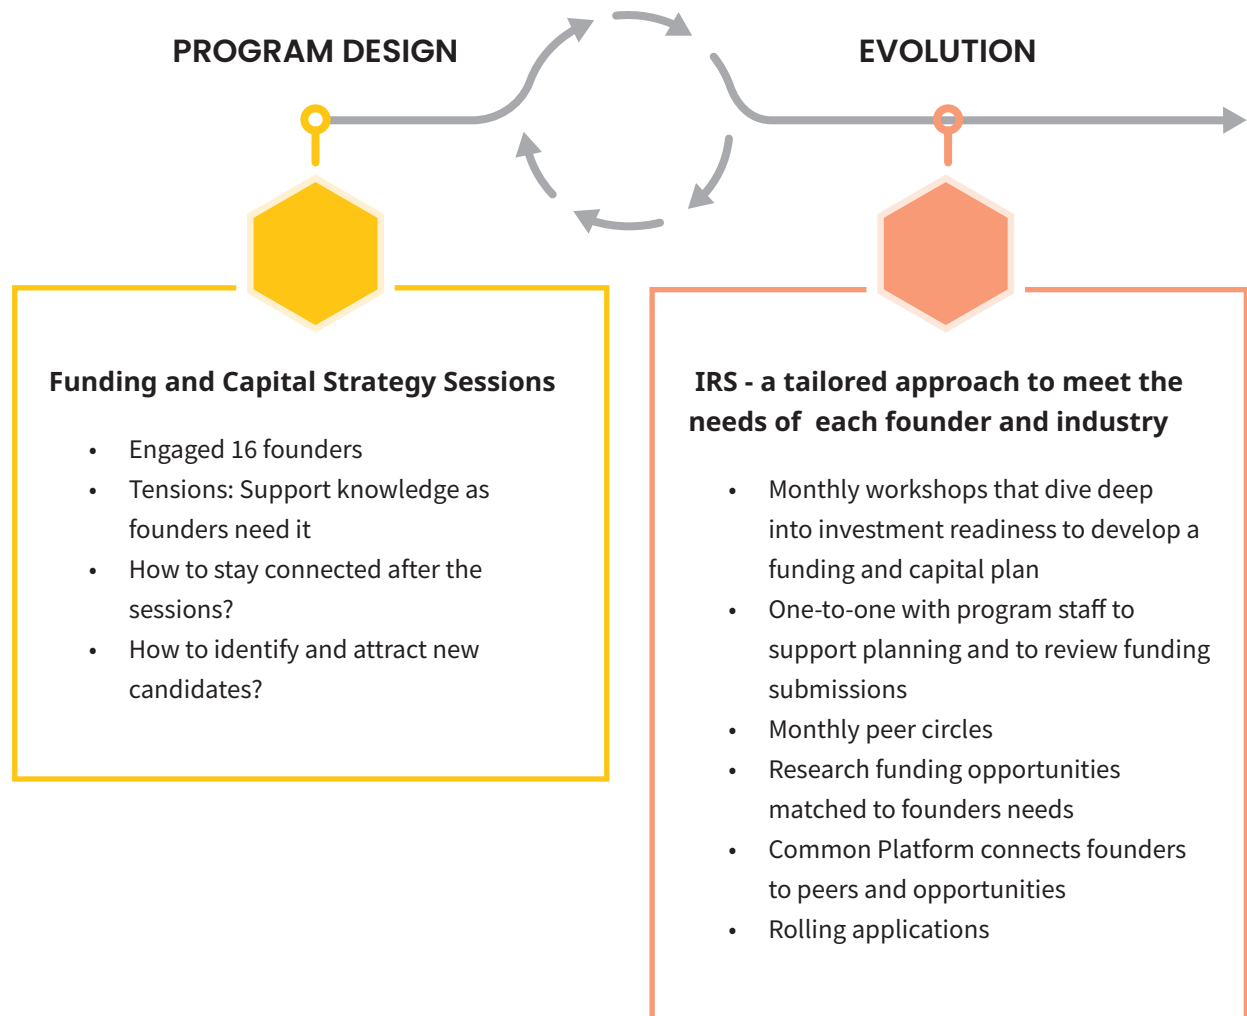 PROGRAM DESIGN
EVOLUTION
Funding and Capital Strategy Sessions
• Engaged 16 founders
• Tensions: Support knowledge as
founders need it
• How to stay connected after the
sessions?
• How to identify and attract new
candidates?
IRS - a tailored approach to meet the
needs of  each founder and industry
• Monthly workshops that dive deep
into investment readiness to develop a
funding and capital plan
• One-to-one with program staff to
support planning and to review funding
submissions
• Monthly peer circles
• Research funding opportunities
matched to founders needs
• Common Platform connects founders
to peers and opportunities
• Rolling applications